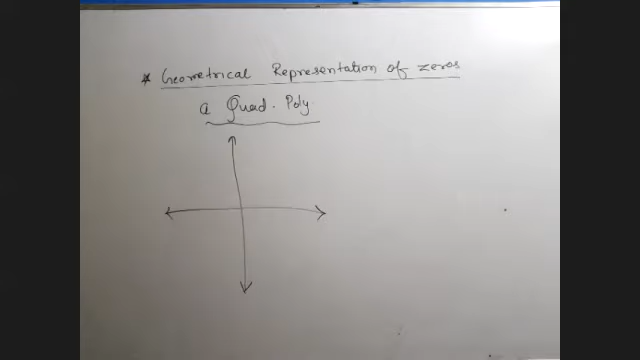 * Geometrical Representation of zeros
a Quad. Poly.